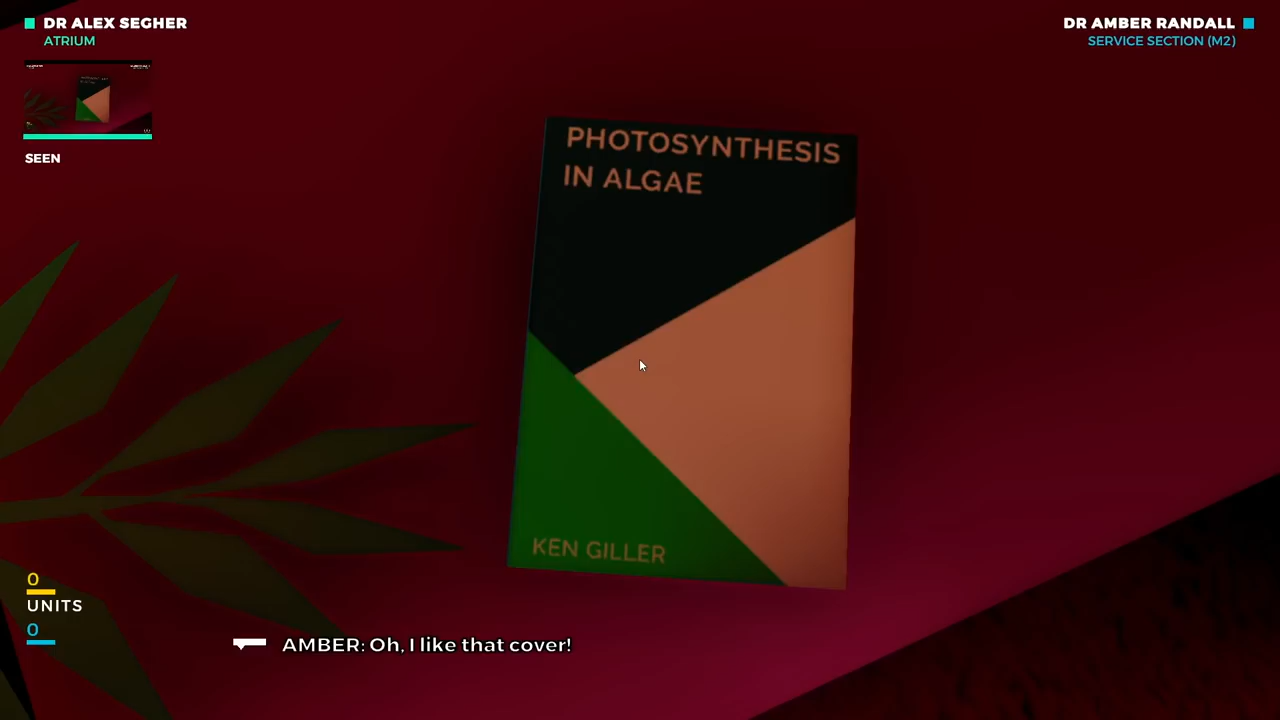 DR ALEX SEGHER
ATRIUM
DR AMBER RANDALL
SERVICE SECTION (M2)
SEEN
PHOTOSYNTHESIS
IN ALGAE
KEN GILLER
0
UNITS
0
AMBER: Oh, I like that cover!